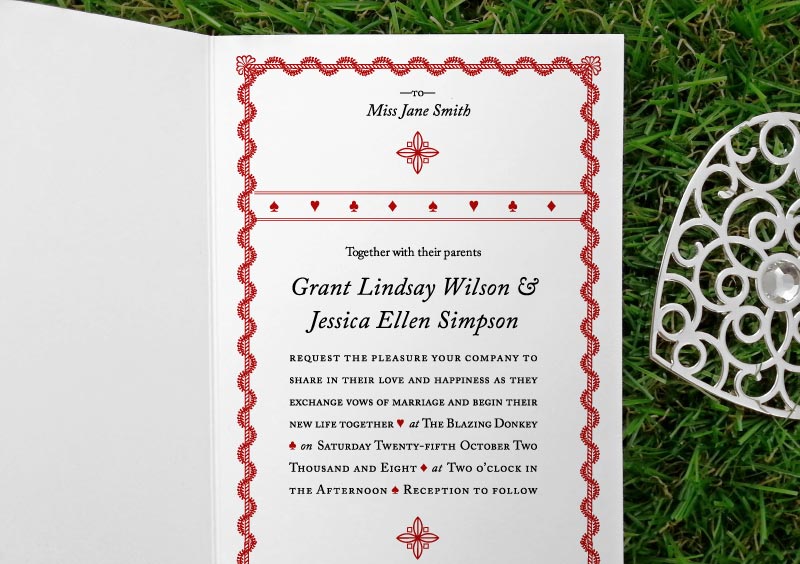 TO
Miss Jane Smith
♠ ♥ ♣ ♦ ♠ ♥ ♣ ♦
Together with their parents
Grant Lindsay Wilson &
Jessica Ellen Simpson
REQUEST THE PLEASURE YOUR COMPANY TO
SHARE IN THEIR LOVE AND HAPPINESS AS THEY
EXCHANGE VOWS OF MARRIAGE AND BEGIN THEIR
NEW LIFE TOGETHER ♥ at THE BLAZING DONKEY
♣ on SATURDAY TWENTY-FIFTH OCTOBER TWO
THOUSAND AND EIGHT ♦ at TWO O'CLOCK IN
THE AFTERNOON ♠ RECEPTION TO FOLLOW